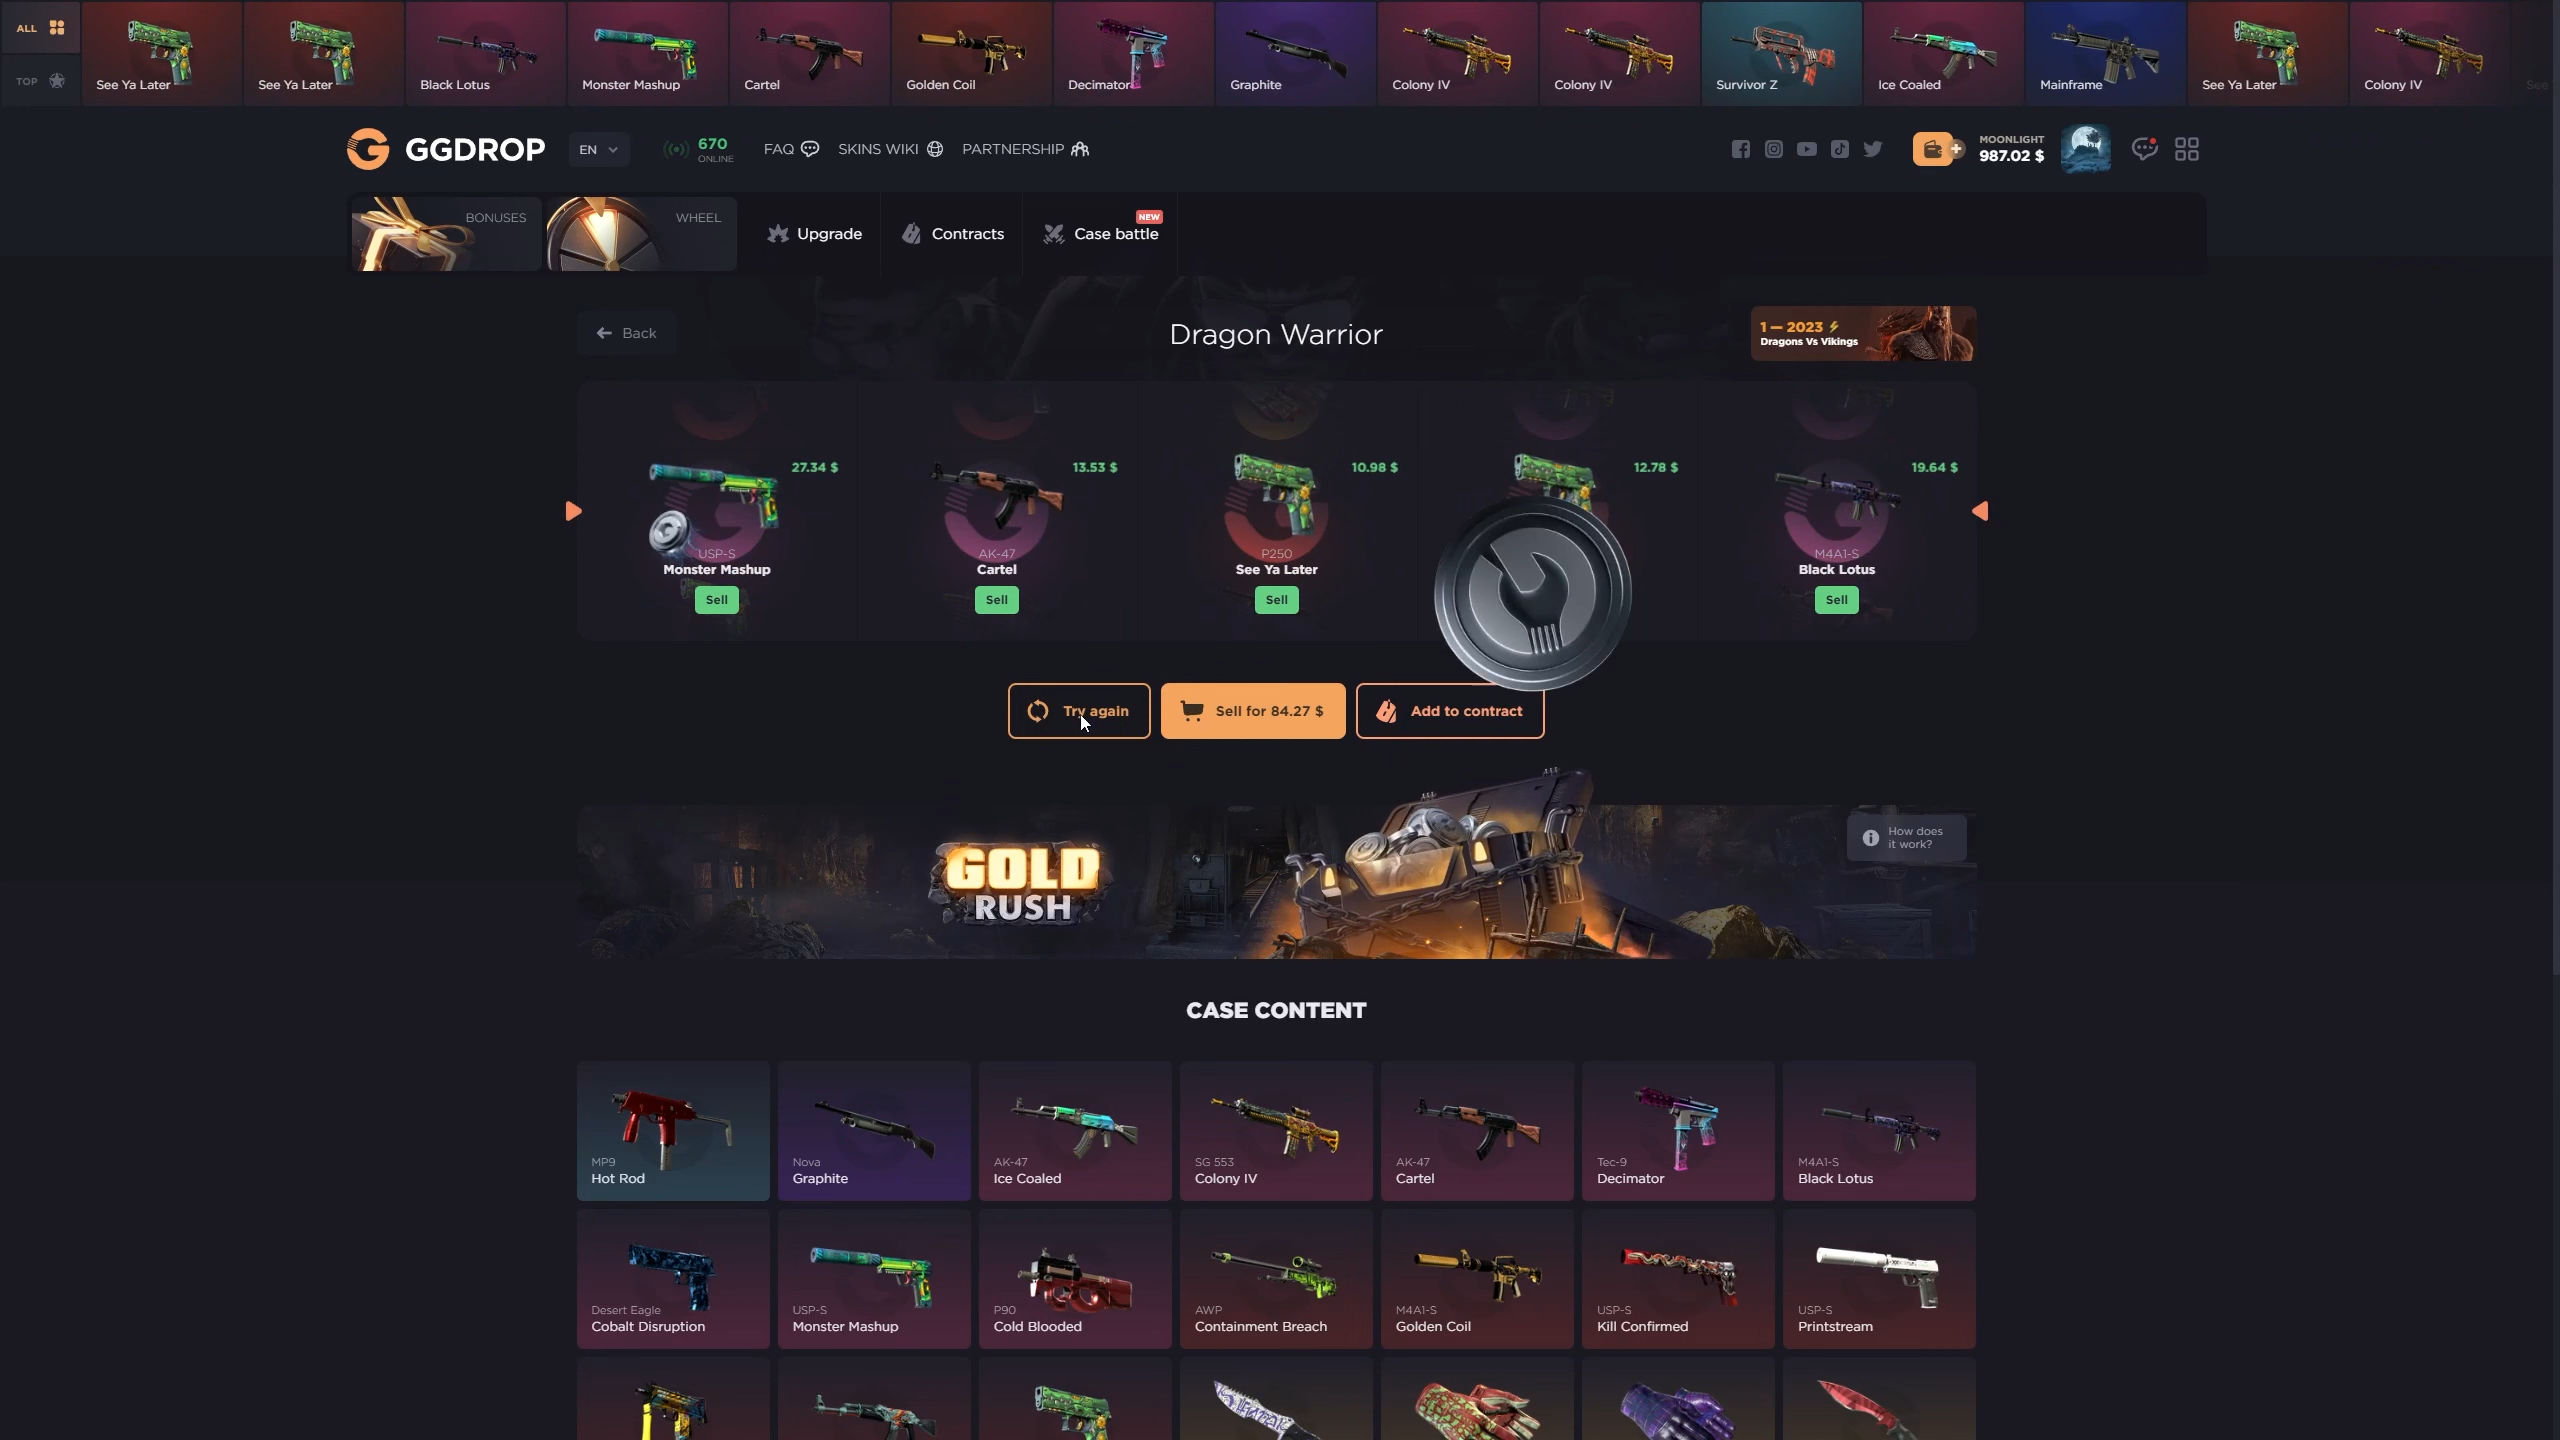 ALL
TOP
See Ya Later
See Ya Later
Black Lotus
Monster Mashup
Cartel
Golden Coil
Decimator
Graphite
Colony IV
Colony IV
Survivor Z
Ice Coaled
Mainframe
See Ya Later
Colony IV
See
GGDROP
EN
670
ONLINE
FAQ
SKINS WIKI
PARTNERSHIP
MOONLIGHT
987.02 $
BONUSES
WHEEL
Upgrade
Contracts
NEW
Case battle
Back
Dragon Warrior
1 — 2023
Dragons Vs Vikings
27.34 $
13.53 $
10.98 $
12.78 $
19.64 $
USP-S
Monster Mashup
Sell
AK-47
Cartel
Sell
P250
See Ya Later
Sell
M4A1-S
Black Lotus
Sell
Try again
Sell for 84.27 $
Add to contract
GOLD
RUSH
How does
it work?
CASE CONTENT
MP9
Hot Rod
Nova
Graphite
AK-47
Ice Coaled
SG 553
Colony IV
AK-47
Cartel
Tec-9
Decimator
M4A1-S
Black Lotus
Desert Eagle
Cobalt Disruption
USP-S
Monster Mashup
P90
Cold Blooded
AWP
Containment Breach
M4A1-S
Golden Coil
USP-S
Kill Confirmed
USP-S
Printstream